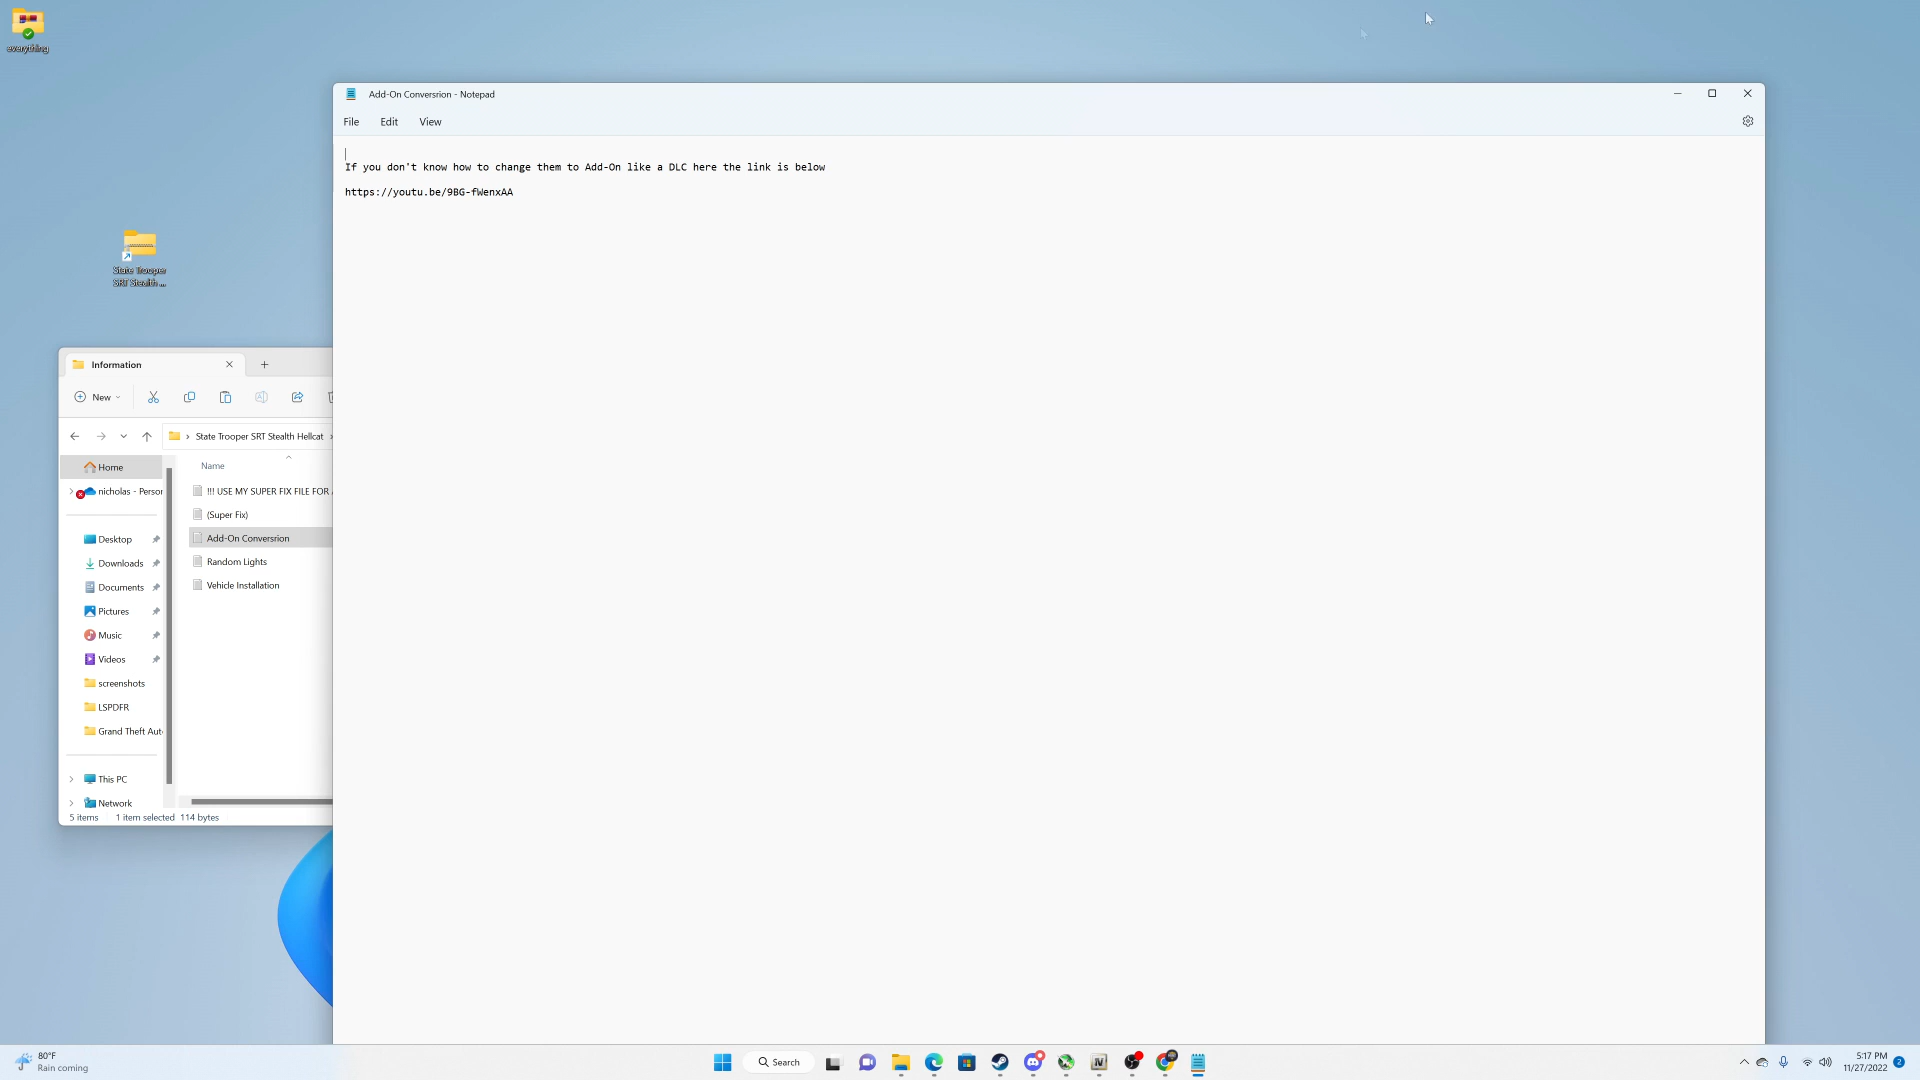 everything
Add-On Conversrion - Notepad
File Edit View
If you don't know how to change them to Add-On like a DLC here the link is below
https://youtu.be/9BG-fWenxAA
State Trooper
SRT Stealth ...
Information
New
State Trooper SRT Stealth Hellcat
Name
Home
nicholas - Person
!!! USE MY SUPER FIX FILE FOR
(Super Fix)
Desktop
Add-On Conversrion
Downloads
Random Lights
Documents
Vehicle Installation
Pictures
Music
Videos
screenshots
LSPDFR
Grand Theft Aut
This PC
Network
5 items 1 item selected 114 bytes
80°F
Rain coming
Search
5:17 PM
11/27/2022
2